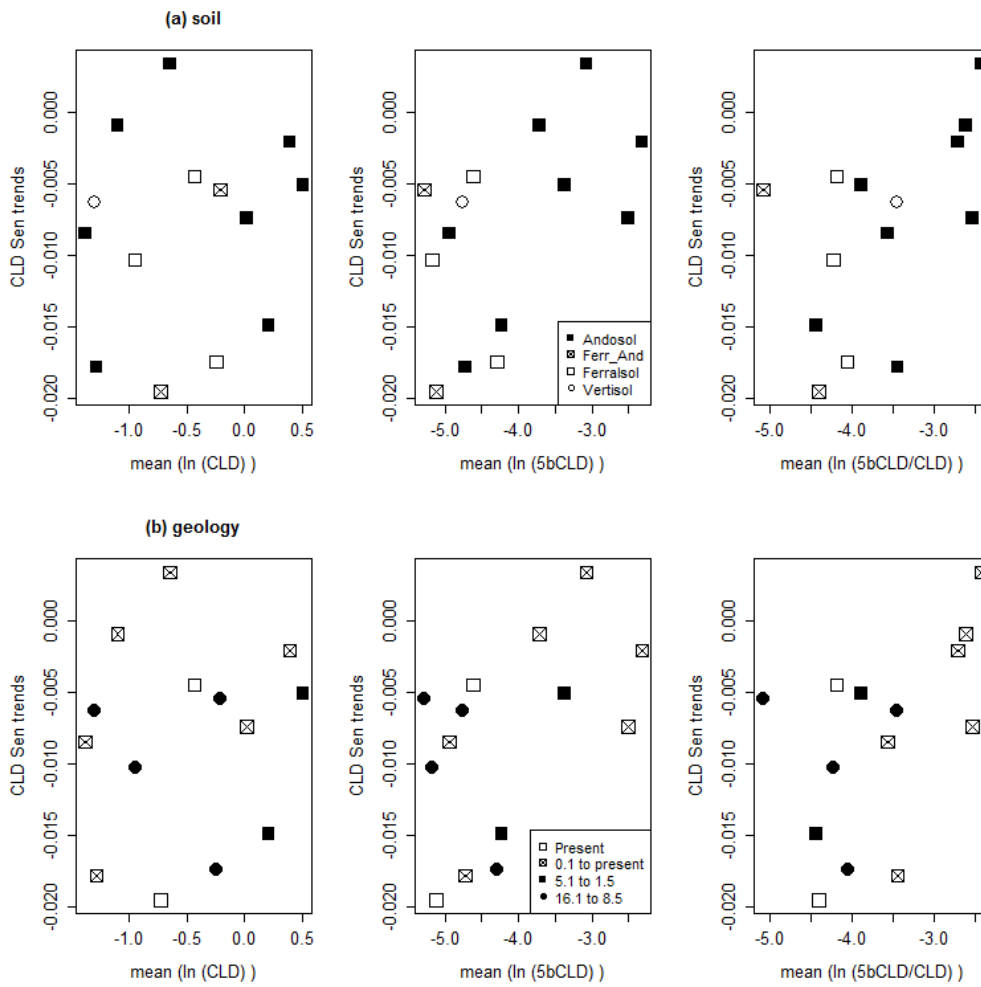 (a) soil
CLD Sen trends
0.000
-0.005
-0.010
-0.015
-0.020
-1.0 -0.5 0.0 0.5
mean (ln (CLD) )
CLD Sen trends
0.000
-0.005
-0.010
-0.015
-0.020
Andosol
Ferr_And
Ferralsol
Vertisol
-5.0 -4.0 -3.0
mean (ln (5bCLD) )
CLD Sen trends
0.000
-0.005
-0.010
-0.015
-0.020
-5.0 -4.0 -3.0
mean (ln (5bCLD/CLD) )
(b) geology
CLD Sen trends
0.000
-0.005
-0.010
-0.015
-0.020
-1.0 -0.5 0.0 0.5
mean (ln (CLD) )
CLD Sen trends
0.000
-0.005
-0.010
-0.015
-0.020
Present
0.1 to present
5.1 to 1.5
16.1 to 8.5
-5.0 -4.0 -3.0
mean (ln (5bCLD) )
CLD Sen trends
0.000
-0.005
-0.010
-0.015
-0.020
-5.0 -4.0 -3.0
mean (ln (5bCLD/CLD) )